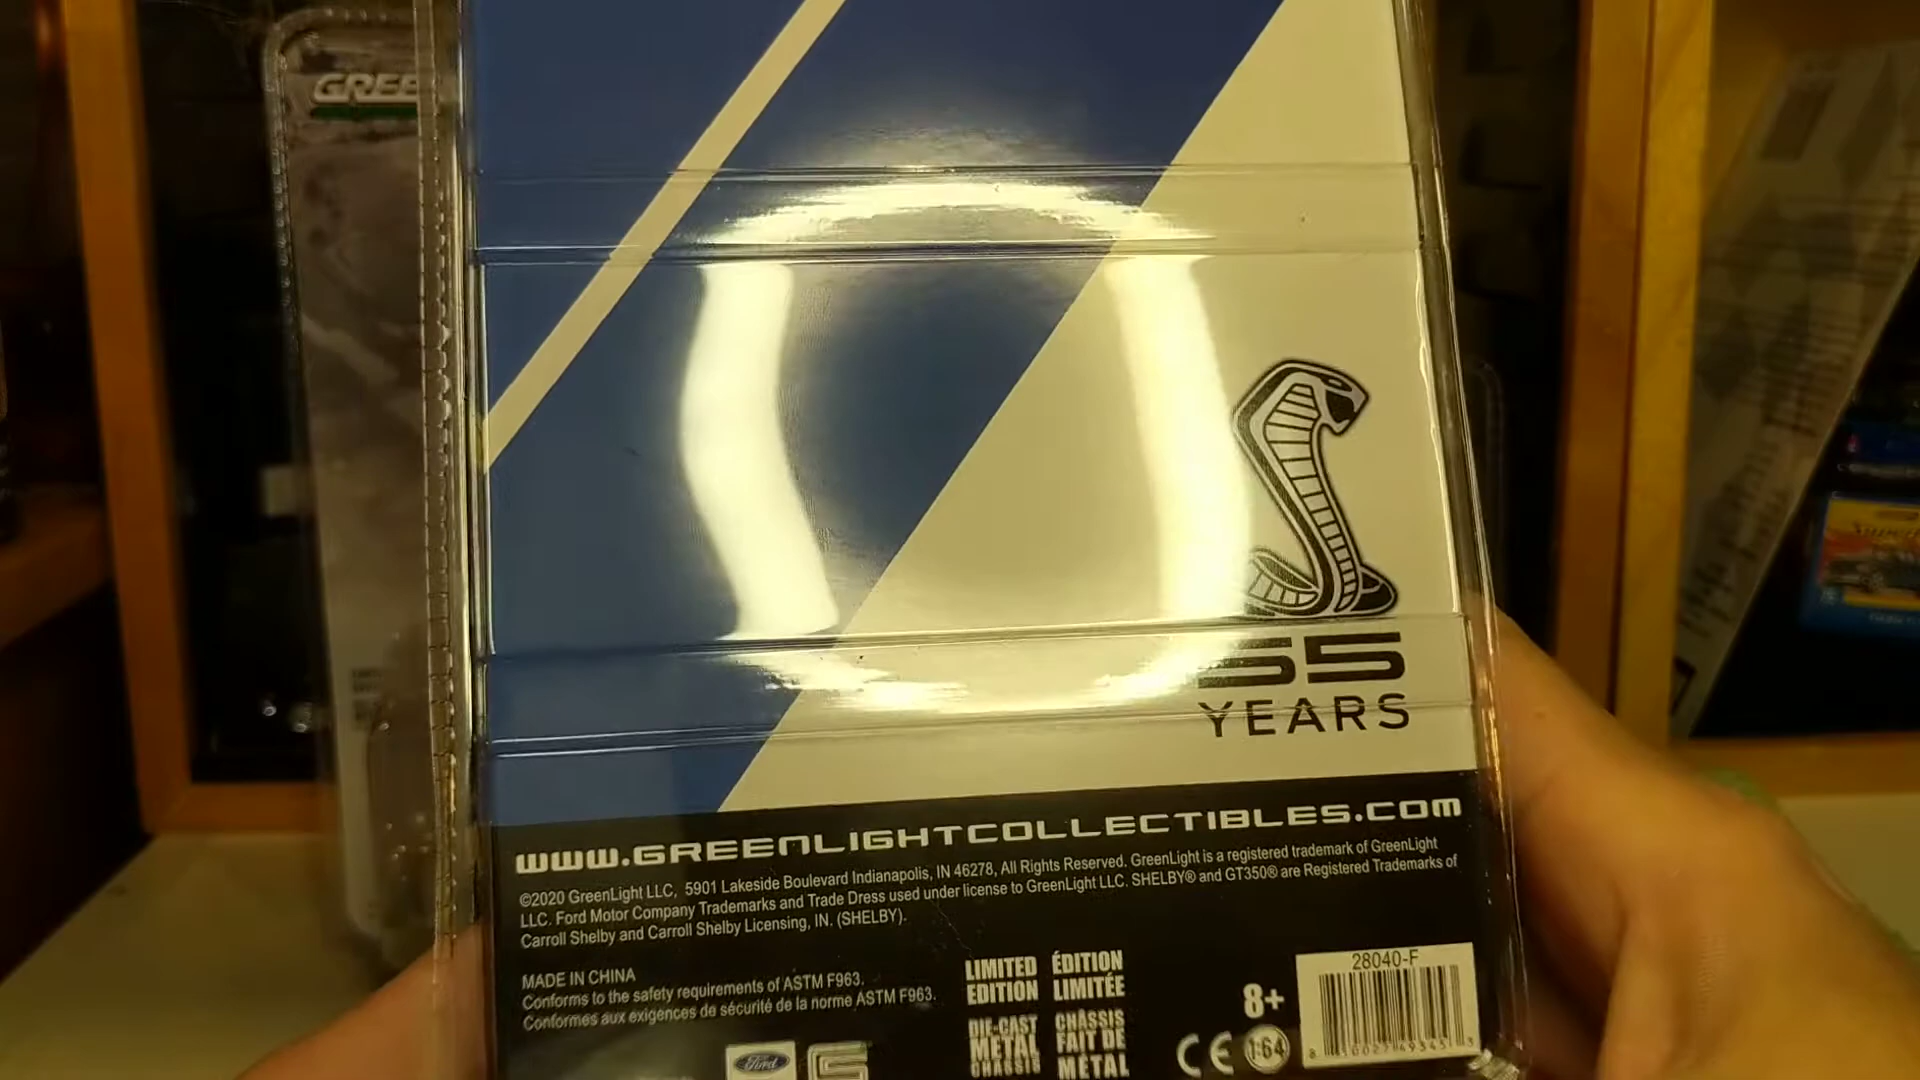 GREE
55
YEARS
WWW.GREENLIGHTCOLLECTIBLES.COM
©2020 GreenLight LLC, 5901 Lakeside Boulevard Indianapolis, IN 46278, All Rights Reserved. GreenLight is a registered trademark of GreenLight
LLC. Ford Motor Company Trademarks and Trade Dress used under license to GreenLight LLC. SHELBY® and GT350® are Registered Trademarks of
Carroll Shelby and Carroll Shelby Licensing, IN. (SHELBY).
MADE IN CHINA
Conforms to the safety requirements of ASTM F963.
Conformes aux exigences de sécurité de la norme ASTM F963.
LIMITED
EDITION
ÉDITION
LIMITÉE
DIE-CAST
METAL
CHASSIS
CHÂSSIS
FAIT DE
MÉTAL
8+
CE
1:64
28040-F
Ford